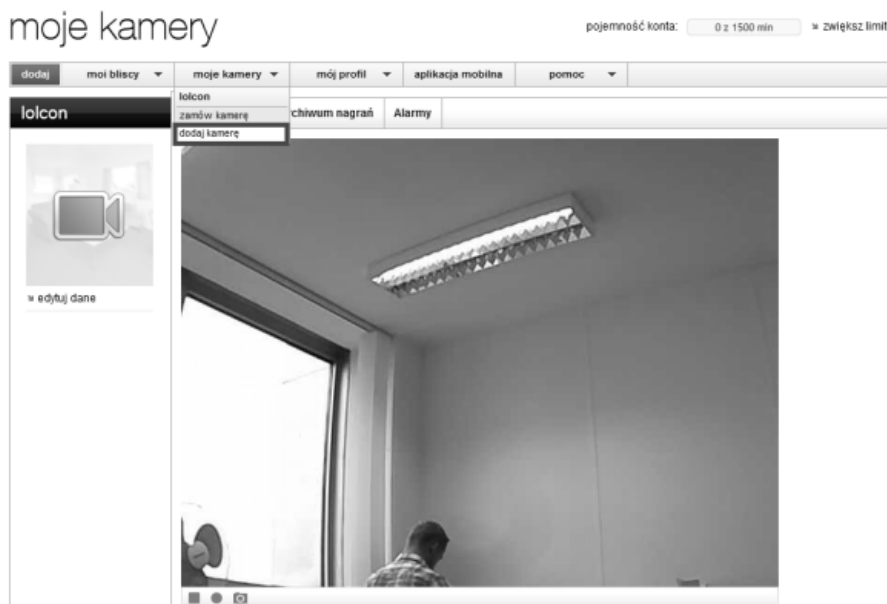 moje kamery
pojemność konta: 0 z 1500 min zwiększ limit
dodaj moi bliscy moje kamery mój profil aplikacja mobilna pomoc
lolcon
zamów kamerę
dodaj kamerę
lolcon nagrań Alarmy
edytuj dane